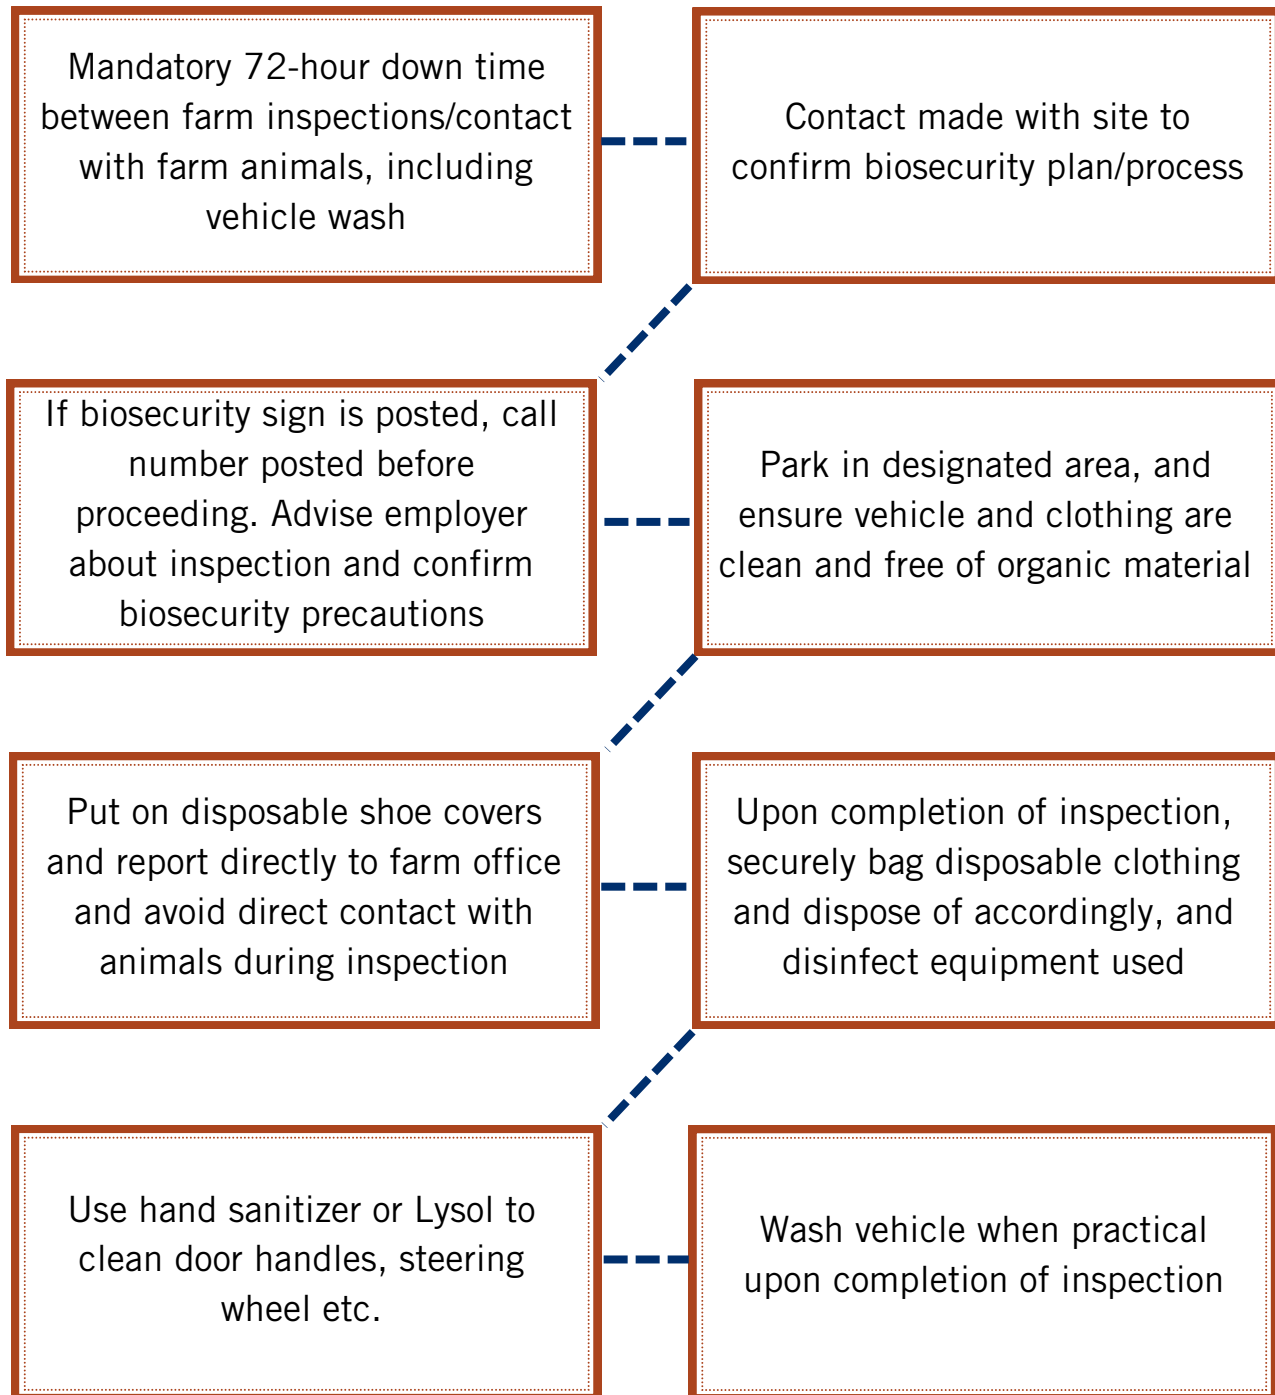 Mandatory 72-hour down time
between farm inspections/contact
with farm animals, including
vehicle wash
Contact made with site to
confirm biosecurity plan/process
If biosecurity sign is posted, call
number posted before
proceeding. Advise employer
about inspection and confirm
biosecurity precautions
Park in designated area, and
ensure vehicle and clothing are
clean and free of organic material
Put on disposable shoe covers
and report directly to farm office
and avoid direct contact with
animals during inspection
Upon completion of inspection,
securely bag disposable clothing
and dispose of accordingly, and
disinfect equipment used
Use hand sanitizer or Lysol to
clean door handles, steering
wheel etc.
Wash vehicle when practical
upon completion of inspection